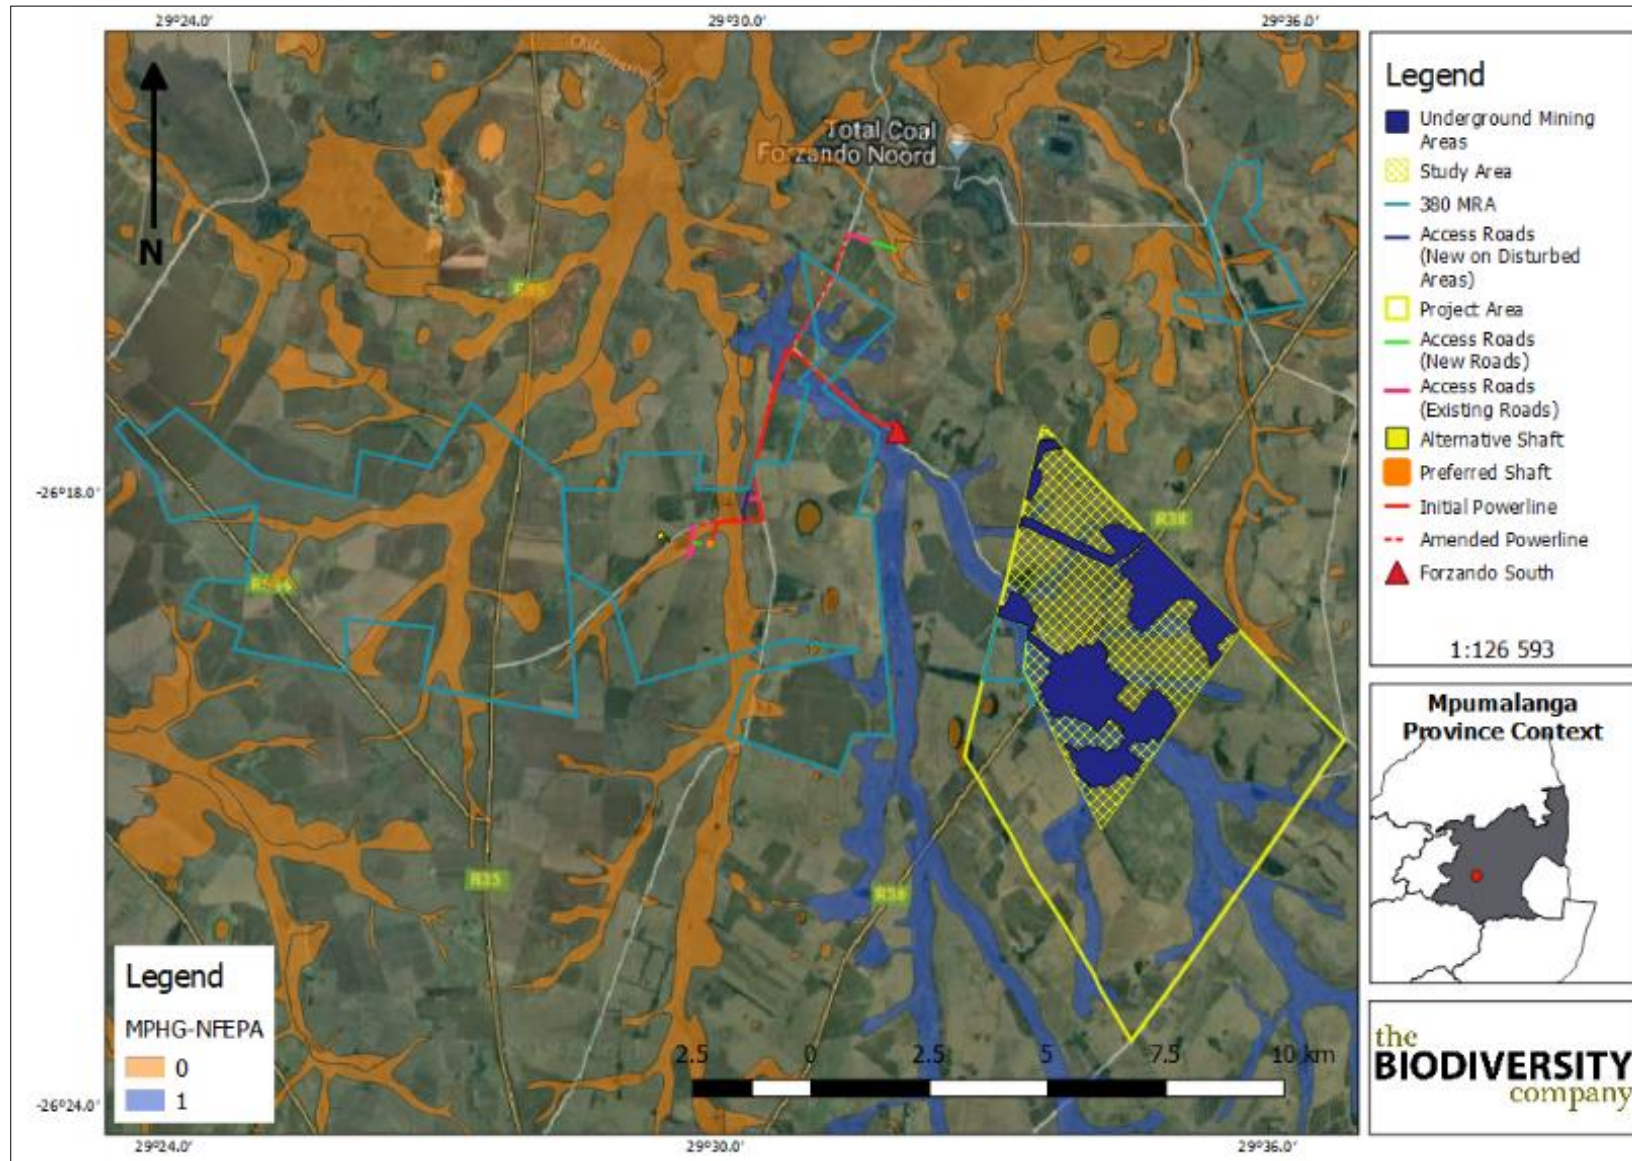 29°24.0'
29°30.0'
29°36.0'
N
Total Coal
Forzando Noord
R38
-26°18.0'
R35
R38
-26°24.0'
29°24.0'
29°30.0'
29°36.0'
2.5
0
2.5
5
7.5
10 km
Legend
MPHG-NFEPA
0
1
Legend
Underground Mining
Areas
Study Area
380 MRA
Access Roads
(New on Disturbed
Areas)
Project Area
Access Roads
(New Roads)
Access Roads
(Existing Roads)
Alternative Shaft
Preferred Shaft
Initial Powerline
Amended Powerline
Forzando South
1:126 593
Mpumalanga
Province Context
the
BIODIVERSITY
company